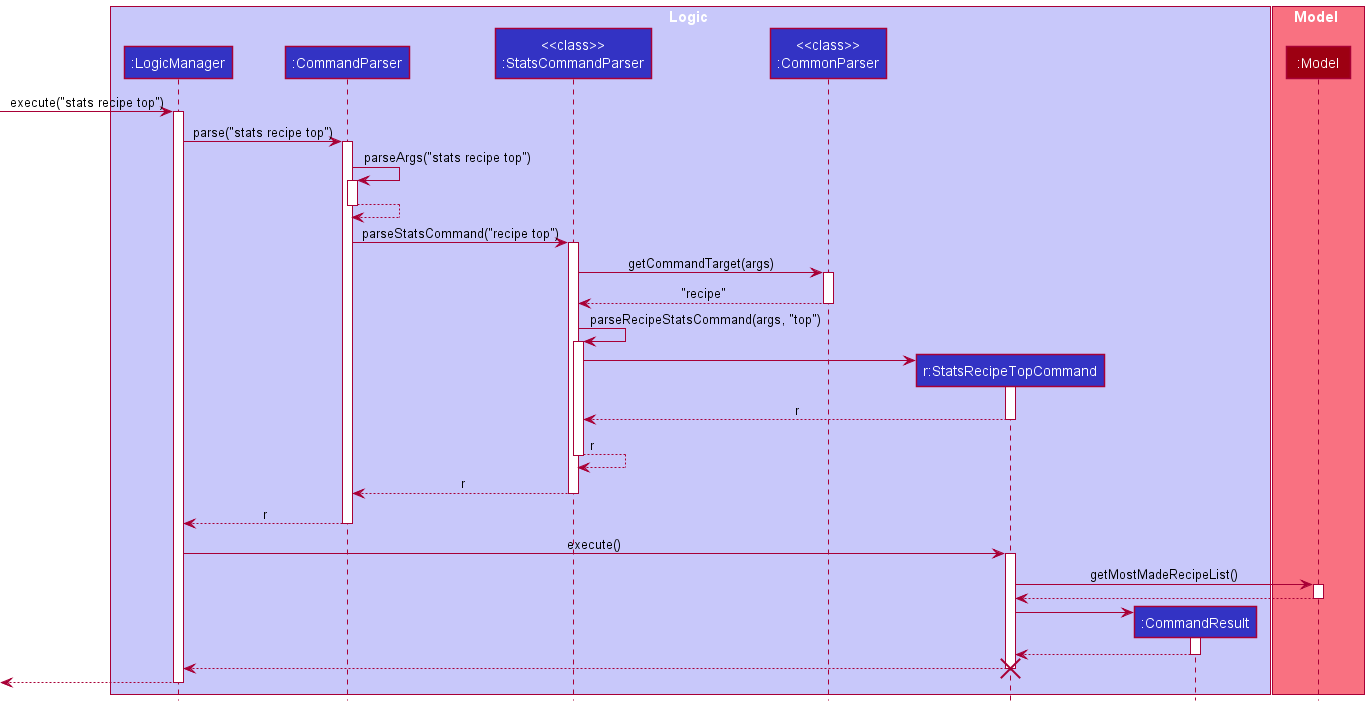 Logic
Model
:LogicManager
:CommandParser
<<class>>
:StatsCommandParser
<<class>>
:CommonParser
:Model
execute("stats recipe top")
parse("stats recipe top")
parseArgs("stats recipe top")
parseStatsCommand("recipe top")
getCommandTarget(args)
"recipe"
parseRecipeStatsCommand(args, "top")
r:StatsRecipeTopCommand
r
r
r
r
execute()
getMostMadeRecipeList()
:CommandResult